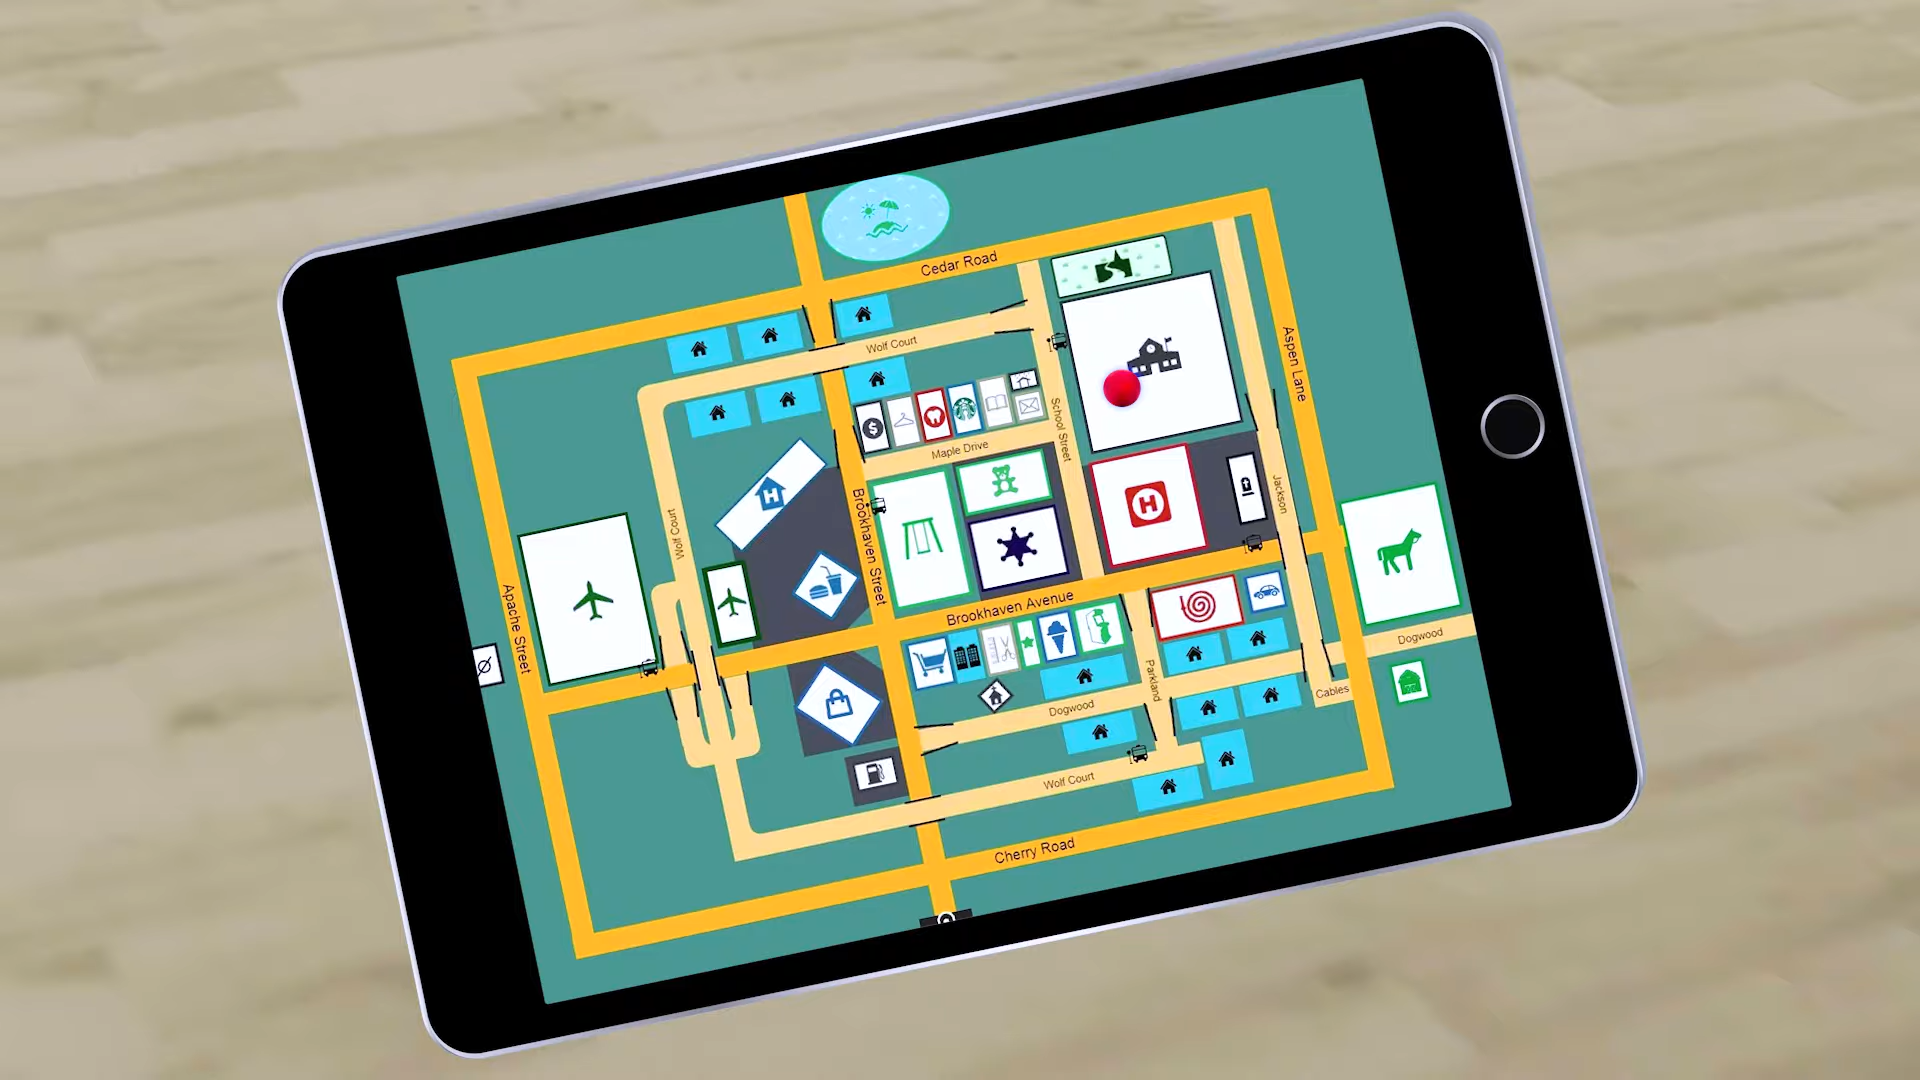 Cedar Road
Wolf Court
Aspen Lane
School Street
Maple Drive
Jackson
Wolf Court
Brookhaven Street
H
H
$
Apache Street
Brookhaven Avenue
Dogwood
Parkland
Cables
Dogwood
Wolf Court
Cherry Road